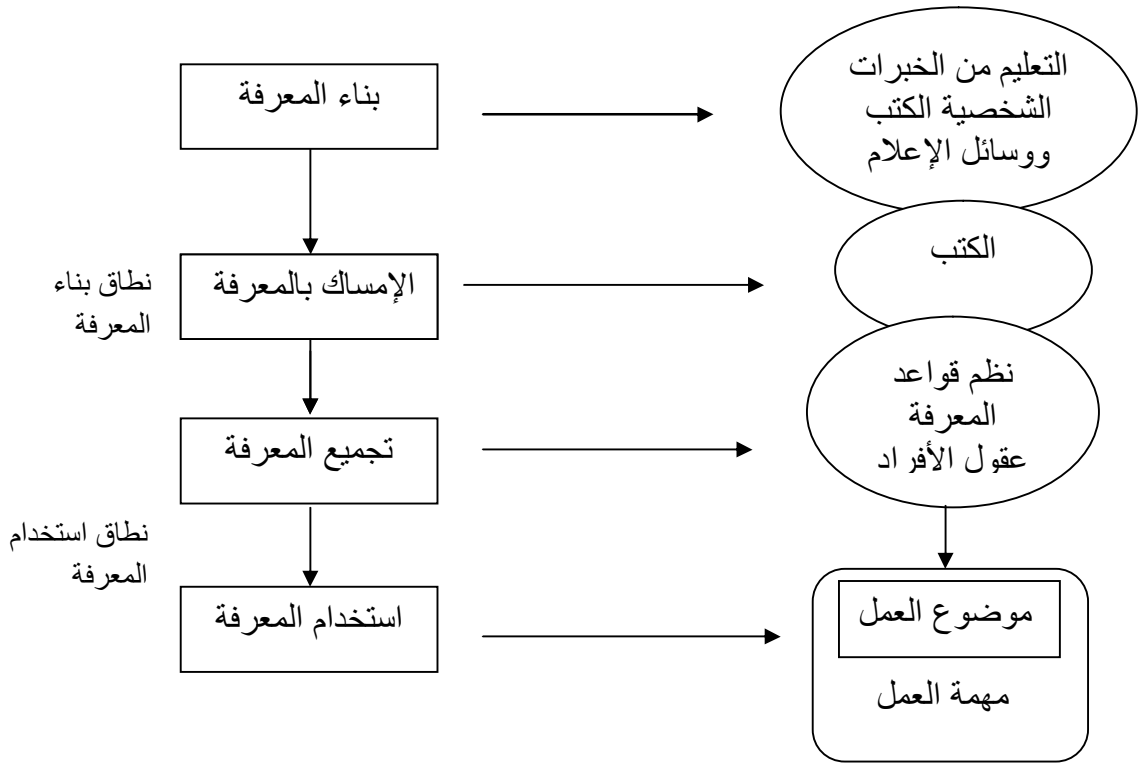 بناء المعرفة
التعليم من الخبرات
الشخصية الكتب
ووسائل الإعلام
نطاق بناء
المعرفة
الإمساك بالمعرفة
الكتب
تجميع المعرفة
نظم قواعد
المعرفة
عقول الأفراد
نطاق استخدام
المعرفة
استخدام المعرفة
موضوع العمل
مهمة العمل